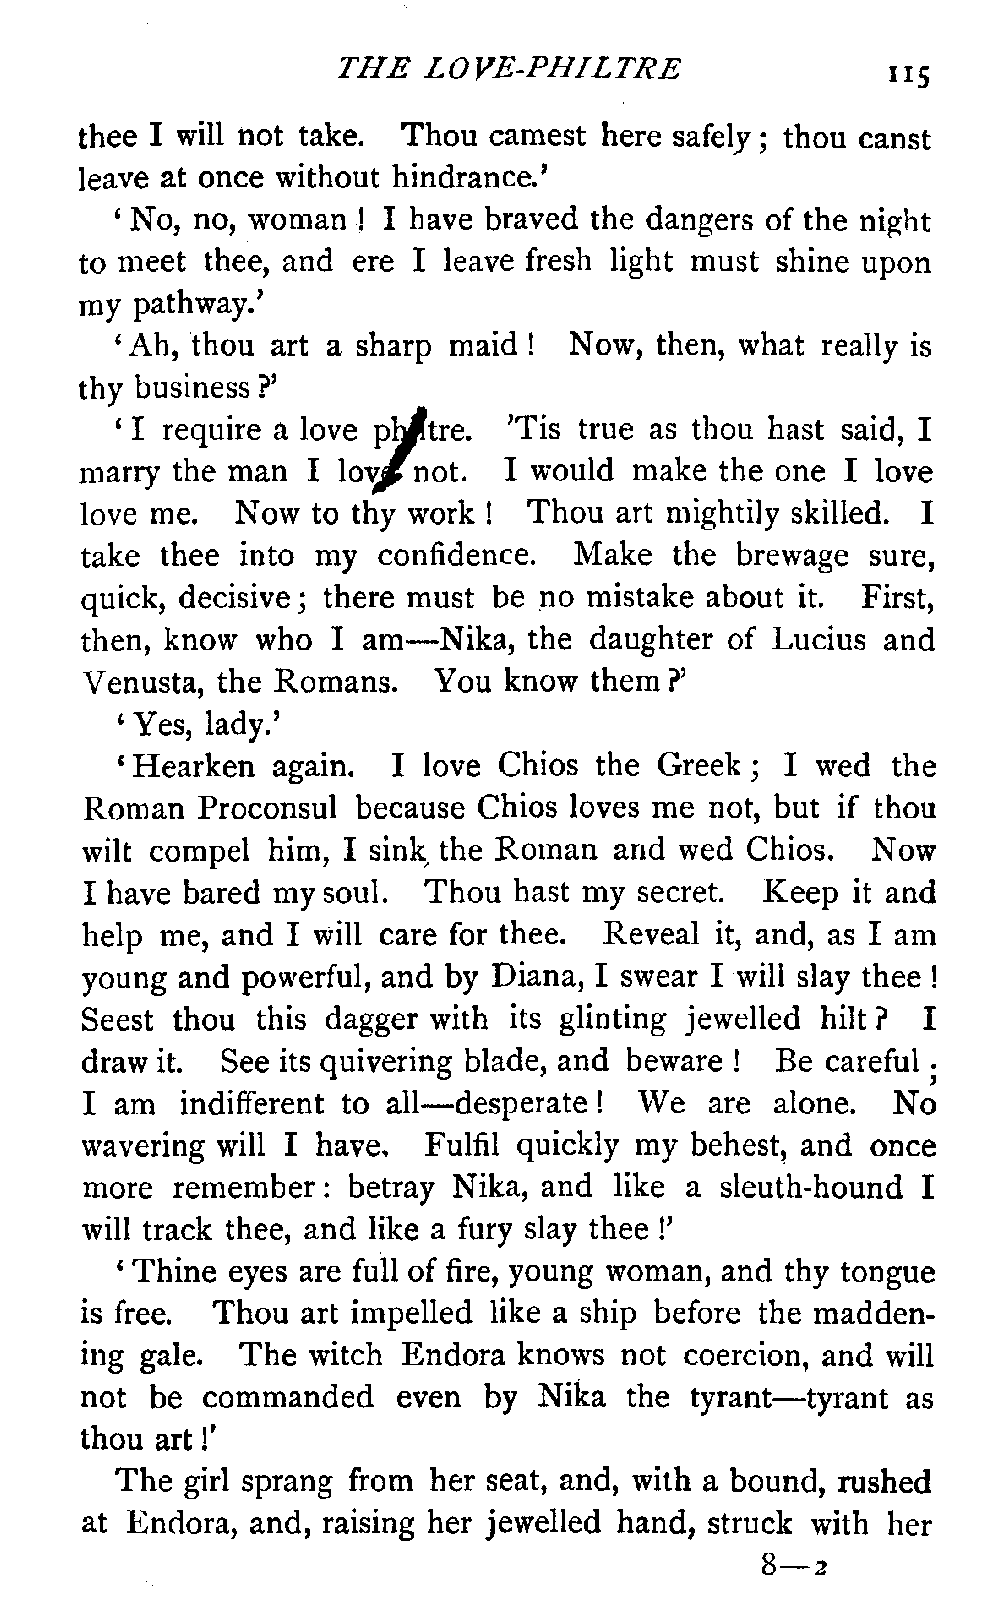 THE LOVE-PHILTRE 115
thee I will not take. Thou camest here safely; thou canst
leave at once without hindrance.'
'No, no, woman! I have braved the dangers of the night
to meet thee, and ere I leave fresh light must shine upon
my pathway.'
'Ah, thou art a sharp maid! Now, then, what really is
thy business?'
'I require a love philtre. 'Tis true as thou hast said, I
marry the man I love not. I would make the one I love
love me. Now to thy work! Thou art mightily skilled. I
take thee into my confidence. Make the brewage sure,
quick, decisive; there must be no mistake about it. First,
then, know who I am—Nika, the daughter of Lucius and
Venusta, the Romans. You know them?'
'Yes, lady.'
'Hearken again. I love Chios the Greek; I wed the
Roman Proconsul because Chios loves me not, but if thou
wilt compel him, I sink the Roman and wed Chios. Now
I have bared my soul. Thou hast my secret. Keep it and
help me, and I will care for thee. Reveal it, and, as I am
young and powerful, and by Diana, I swear I will slay thee!
Seest thou this dagger with its glinting jewelled hilt? I
draw it. See its quivering blade, and beware! Be careful;
I am indifferent to all—desperate! We are alone. No
wavering will I have. Fulfil quickly my behest, and once
more remember: betray Nika, and like a sleuth-hound I
will track thee, and like a fury slay thee!'
'Thine eyes are full of fire, young woman, and thy tongue
is free. Thou art impelled like a ship before the madden-
ing gale. The witch Endora knows not coercion, and will
not be commanded even by Nika the tyrant—tyrant as
thou art!'
The girl sprang from her seat, and, with a bound, rushed
at Endora, and, raising her jewelled hand, struck with her
8—2